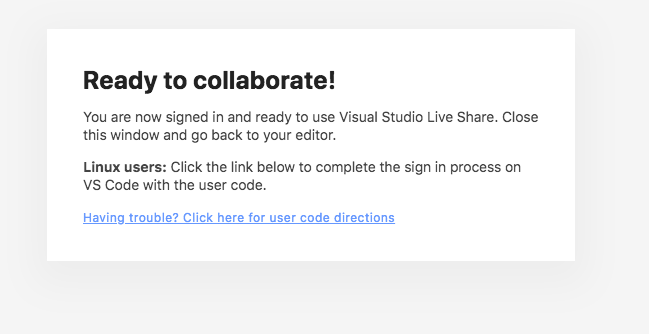 Ready to collaborate!
You are now signed in and ready to use Visual Studio Live Share. Close
this window and go back to your editor.
Linux users: Click the link below to complete the sign in process on
VS Code with the user code.
Having trouble? Click here for user code directions